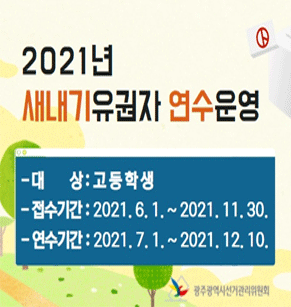 2021년
새내기유권자 연수운영
- 대 상 : 고등학생
- 접수기간 : 2021. 6. 1. ~ 2021. 11. 30.
- 연수기간 : 2021. 7. 1. ~ 2021. 12. 10.
광주광역시선거관리위원회